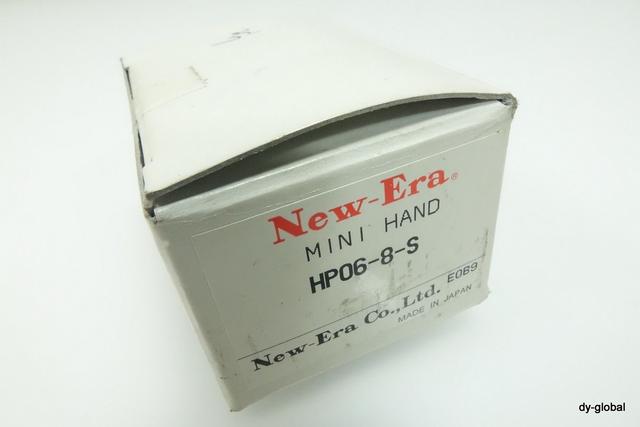 New-Era®
MINI HAND
HP06-8-S
New-Era Co.,Ltd. E0B9
MADE IN JAPAN
dy-global